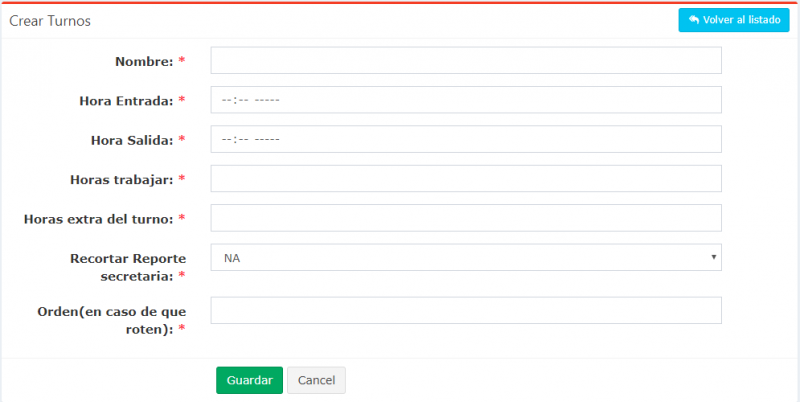 Crear Turnos
Volver al listado
Nombre: *
Hora Entrada: *
--:-- -----
Hora Salida: *
--:-- -----
Horas trabajar: *
Horas extra del turno: *
Recortar Reporte
secretaria: *
NA
Orden(en caso de que
roten): *
Guardar
Cancel